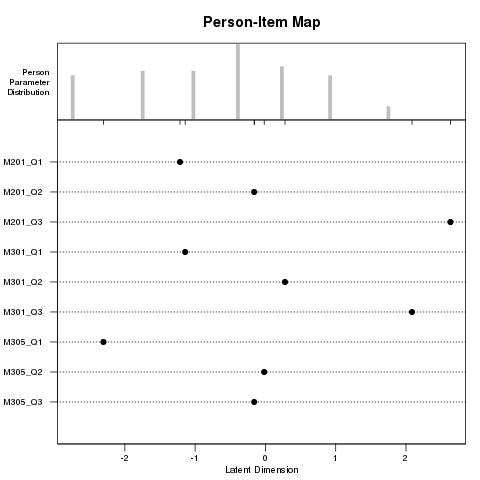 Person-Item Map
Person
Parameter
Distribution
M201_Q1
M201_Q2
M201_Q3
M301_Q1
M301_Q2
M301_Q3
M305_Q1
M305_Q2
M305_Q3
-2 -1 0 1 2
Latent Dimension